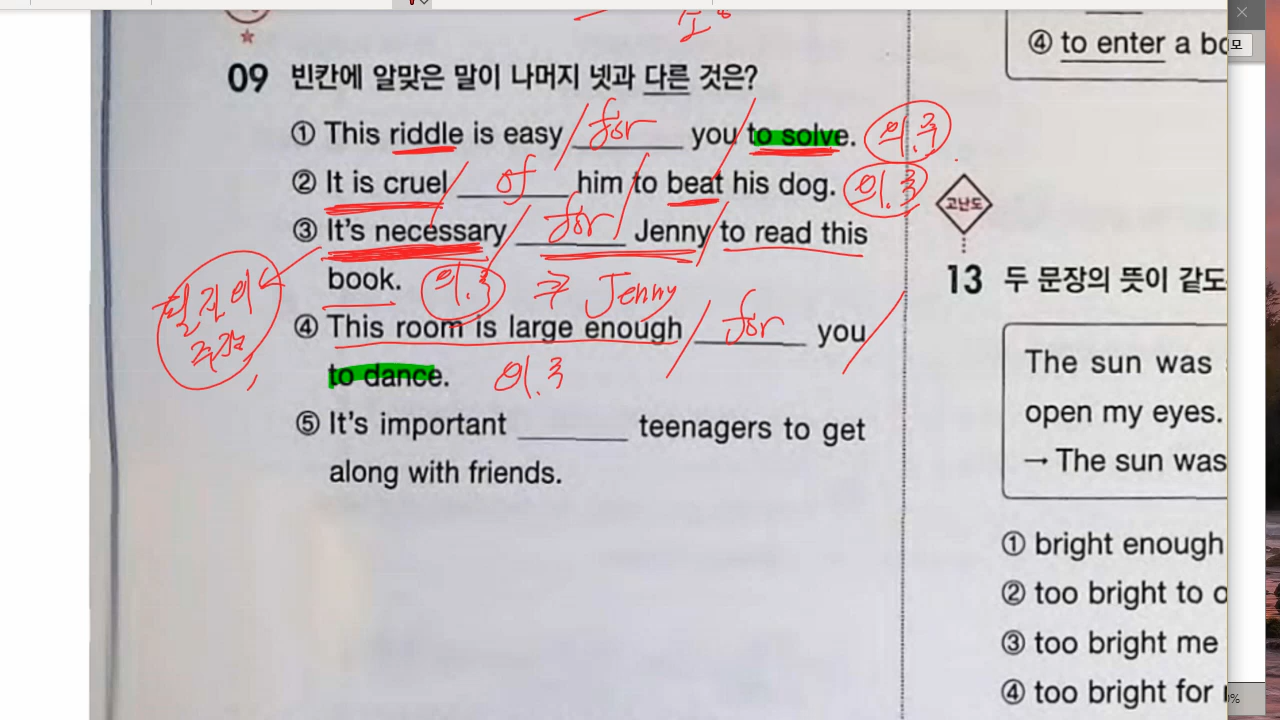 ④ to enter a bo
모
09 빈칸에 알맞은 말이 나머지 넷과 다른 것은?
① This riddle is easy for you to solve. 의.주
② It is cruel of him to beat his dog. 의.주
③ It's necessary for Jenny to read this
book. 의.주 Jenny
④ This room is large enough for you
to dance. 의.주
⑤ It's important ______ teenagers to get
along with friends.
고난도
13 두 문장의 뜻이 같도
The sun was
open my eyes.
→ The sun was
① bright enough
② too bright to c
③ too bright me
④ too bright for